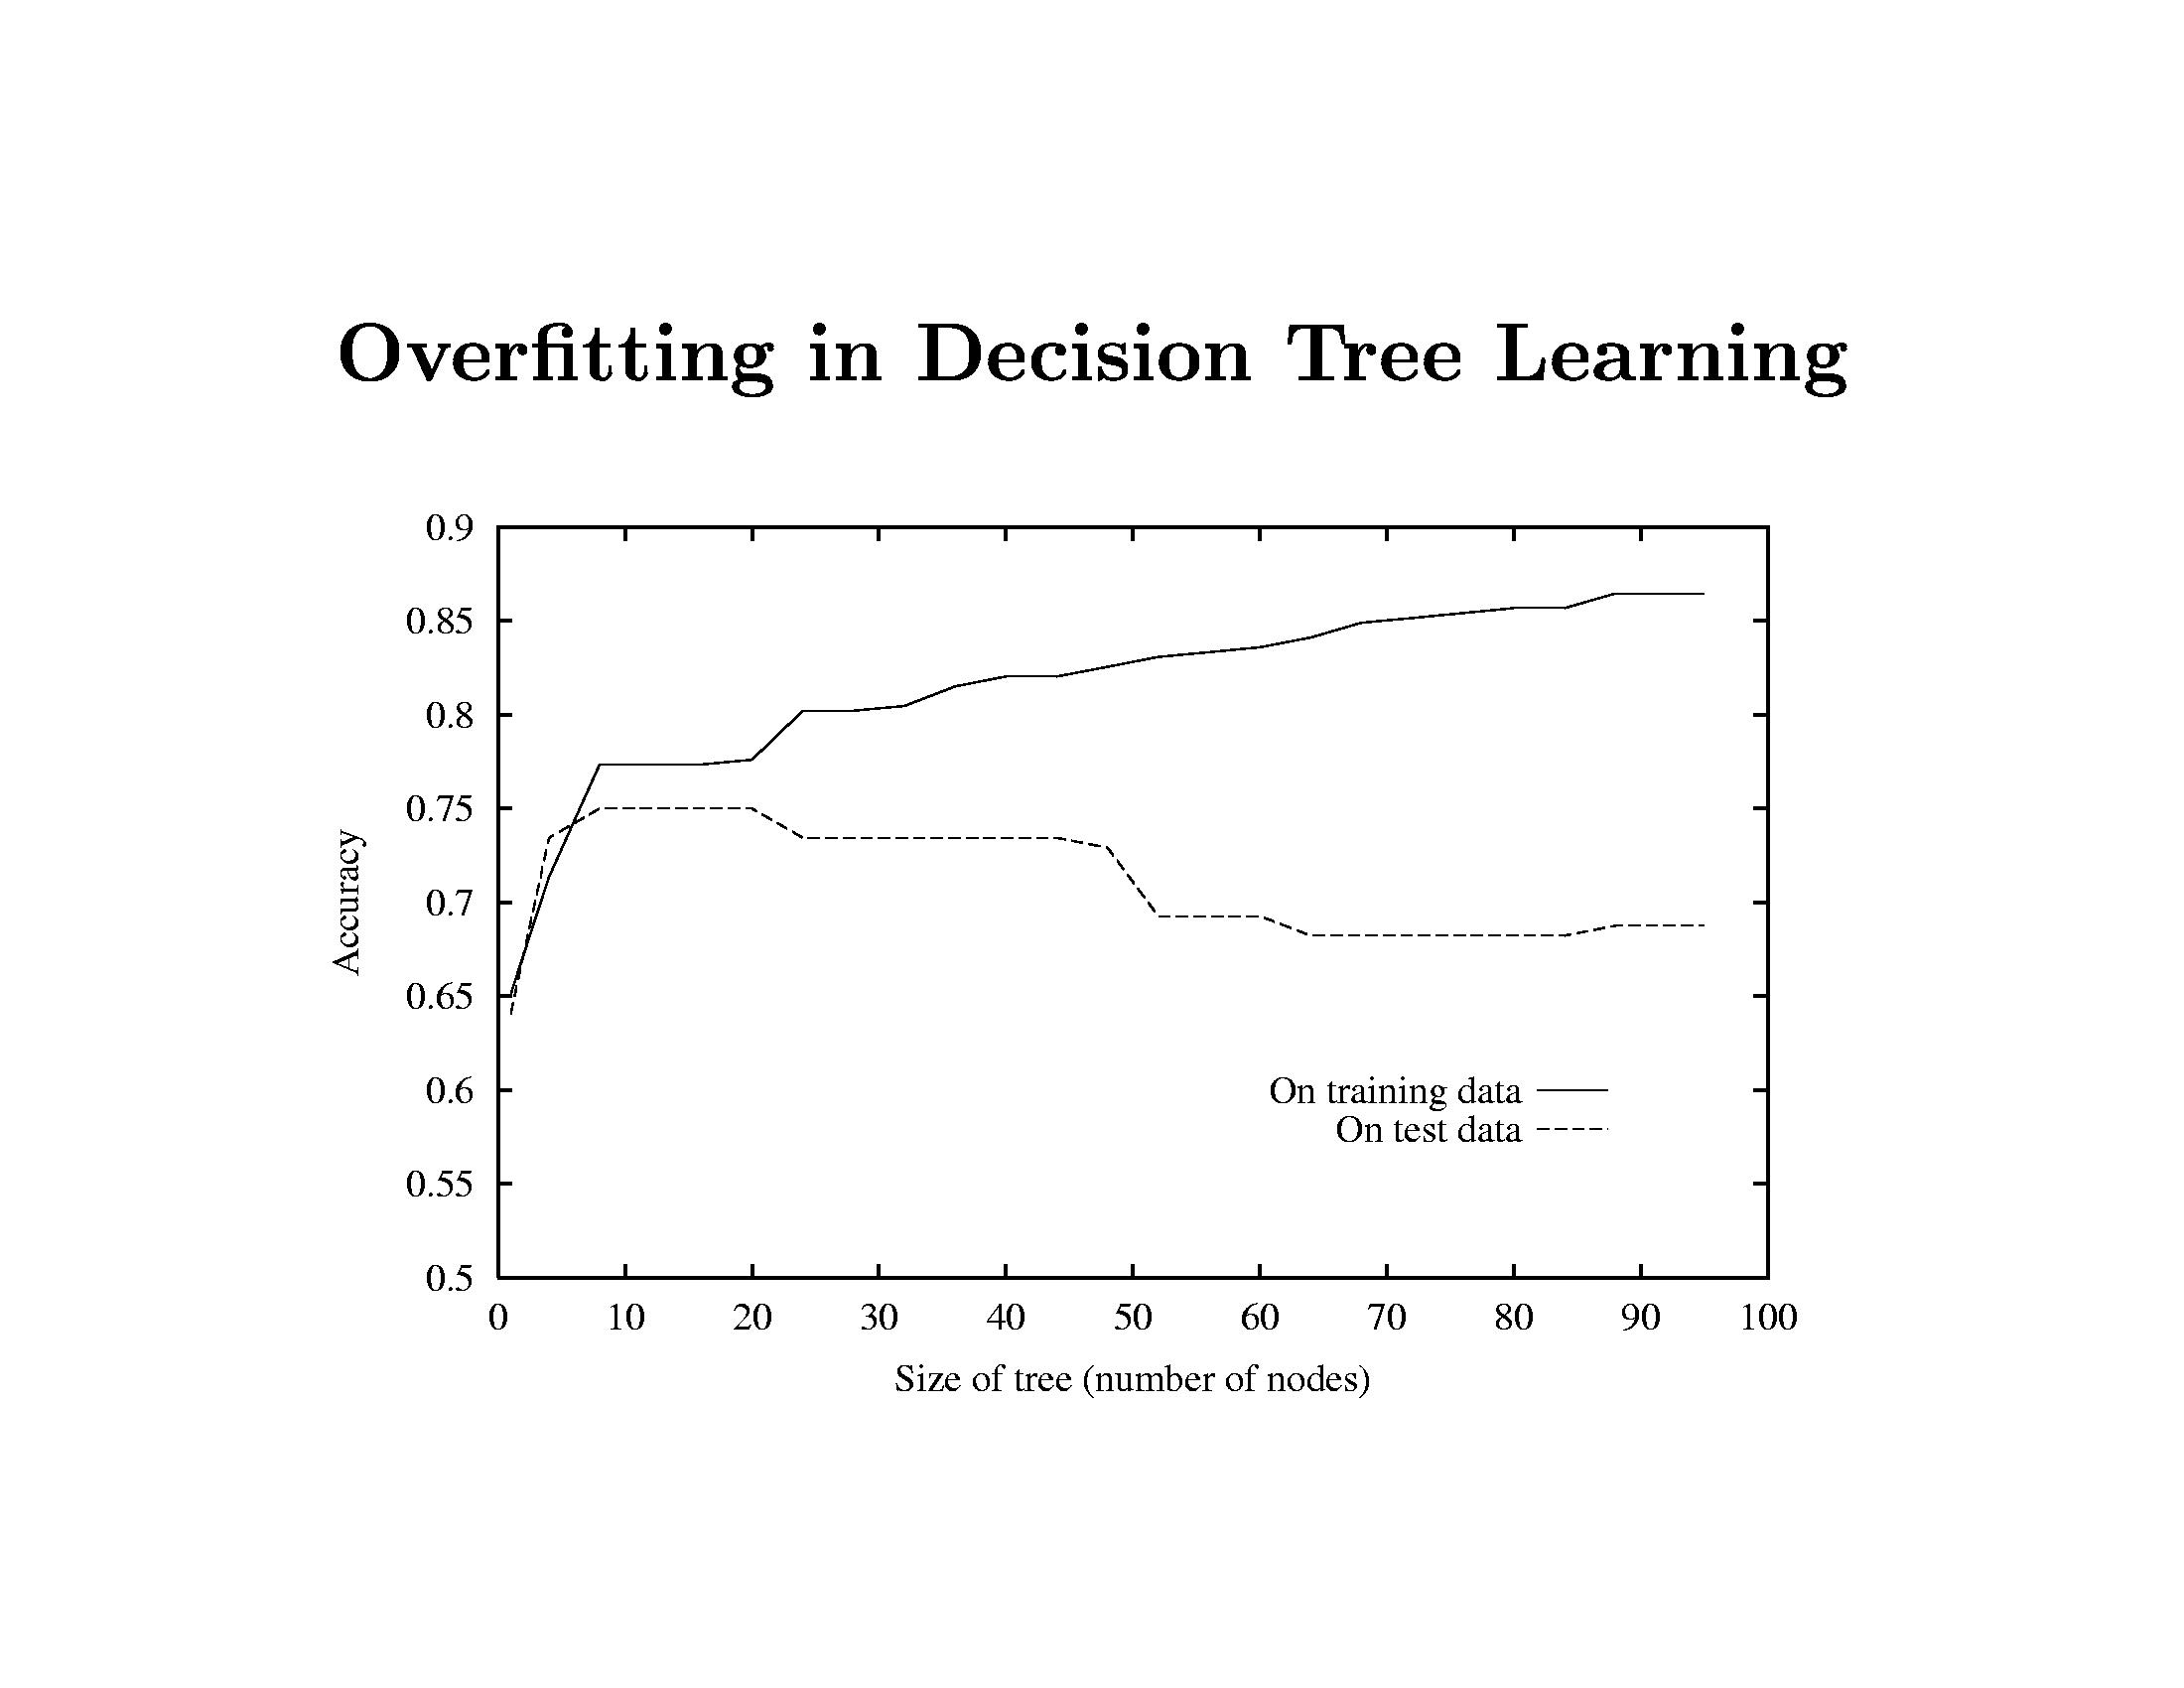 Overfitting in Decision Tree Learning
0.9
0.85
0.8
0.75
0.7
0.65
0.6
0.55
0.5
Accuracy
On training data
On test data
0 10 20 30 40 50 60 70 80 90 100
Size of tree (number of nodes)